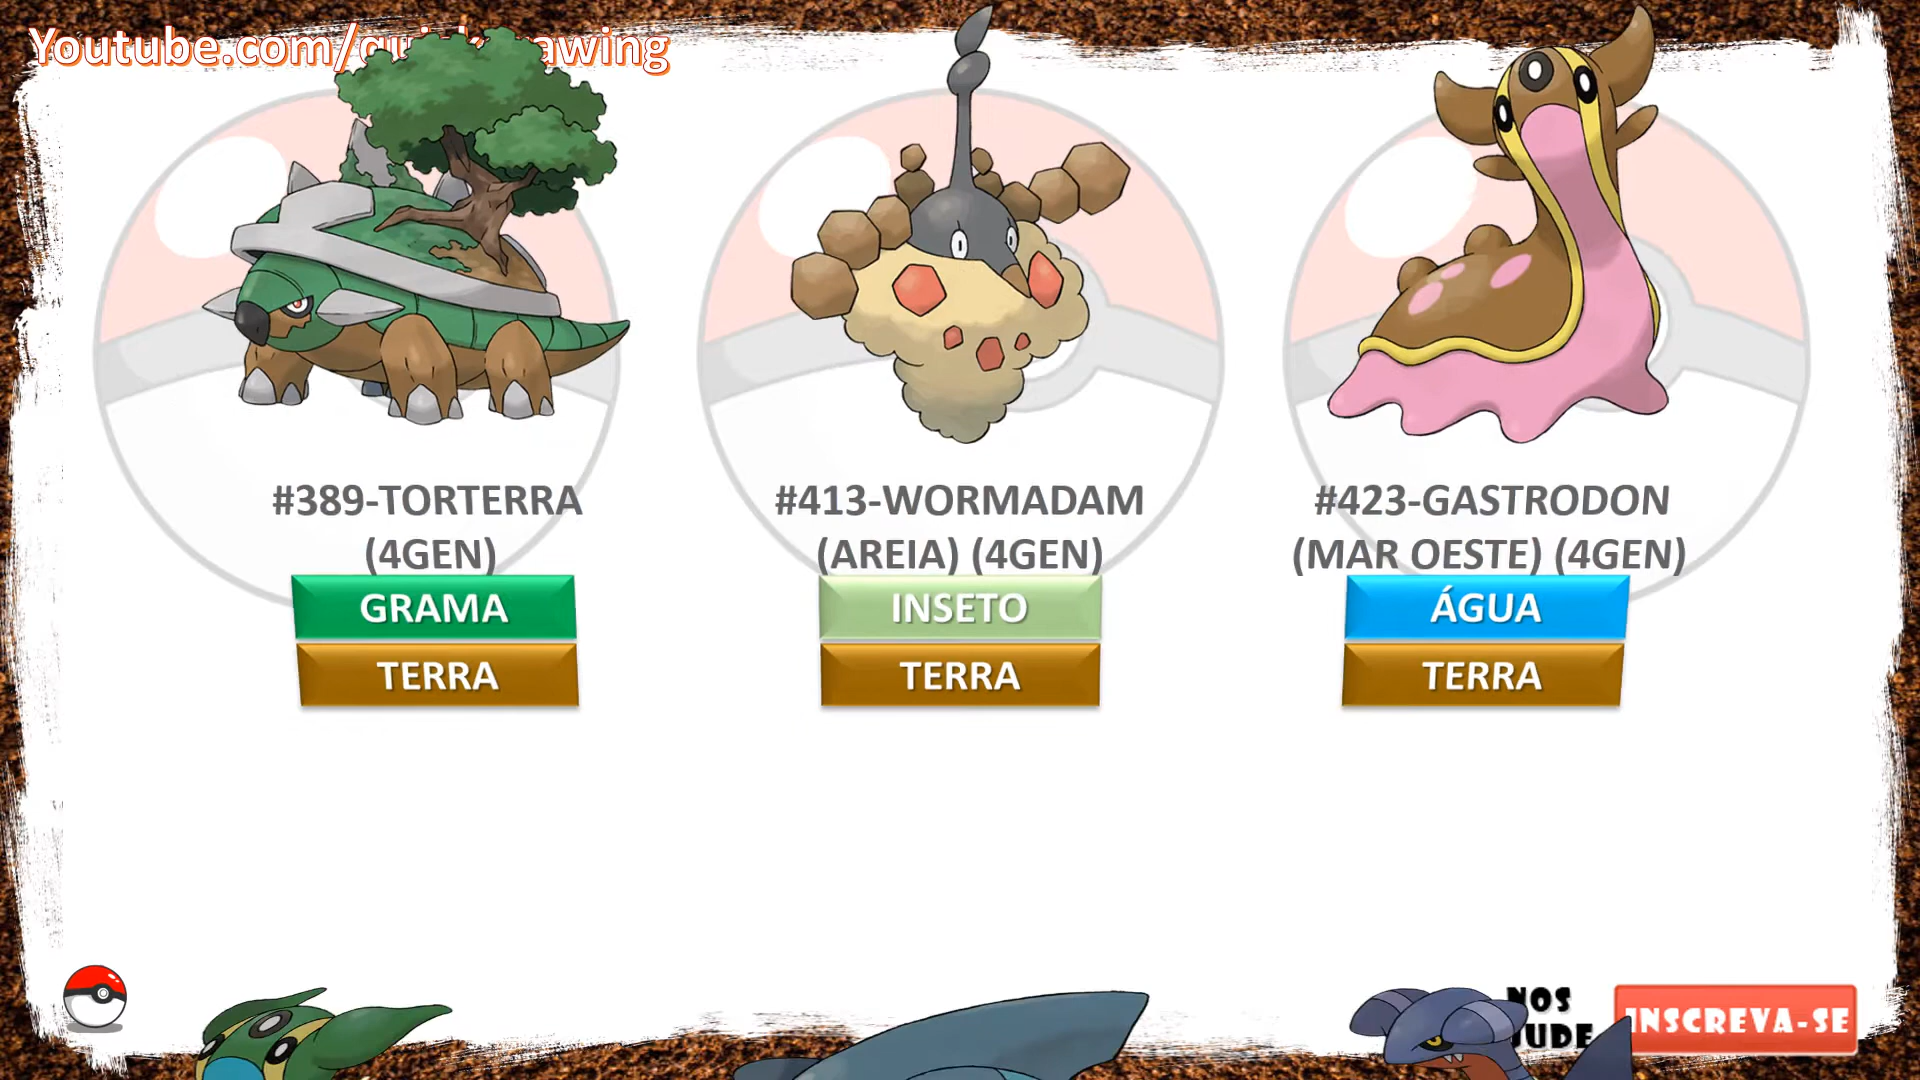 Youtube.com/quickdrawing
#389-TORTERRA
(4GEN)
GRAMA
TERRA
#413-WORMADAM
(AREIA) (4GEN)
INSETO
TERRA
#423-GASTRODON
(MAR OESTE) (4GEN)
ÁGUA
TERRA
NOS
INSCREVA-SE